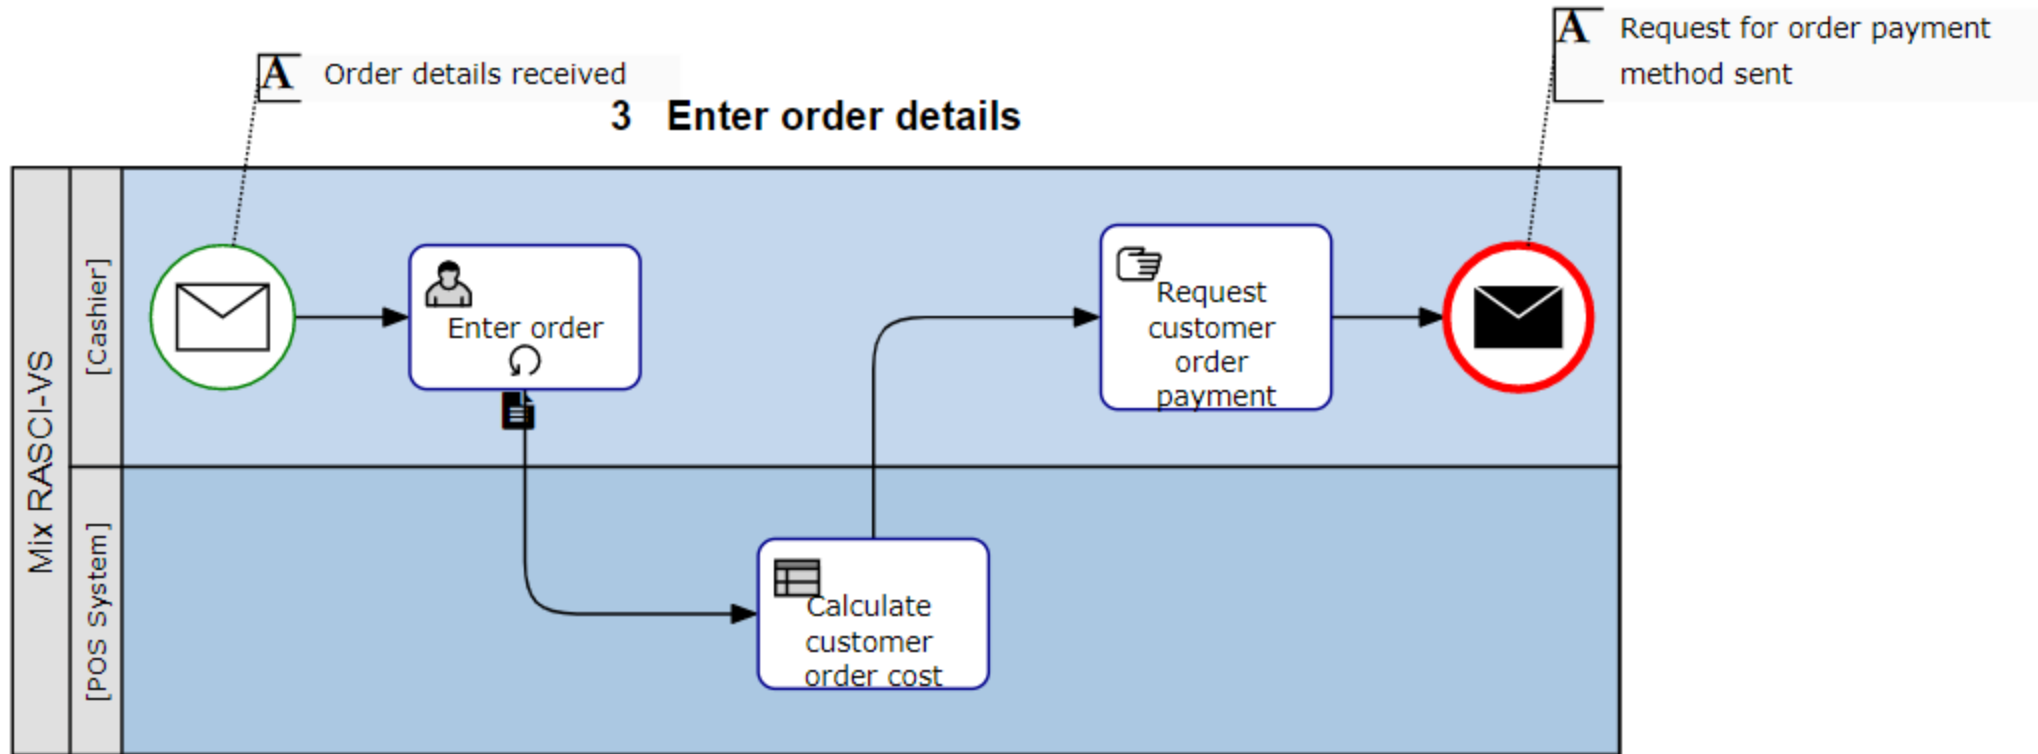 A Request for order payment
method sent
A Order details received
3 Enter order details
Mix RASCI-VS
[Cashier]
Enter order
Request
customer
order
payment
[POS System]
Calculate
customer
order cost